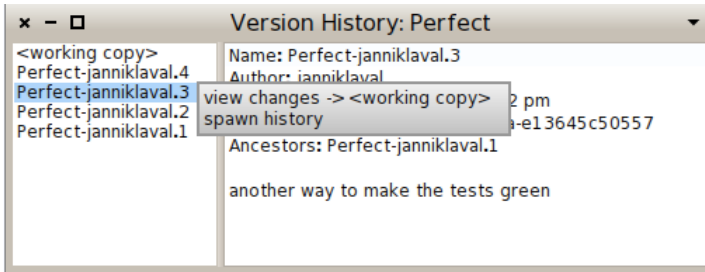 Version History: Perfect
<working copy>
Perfect-janniklaval.4
Perfect-janniklaval.3
Perfect-janniklaval.2
Perfect-janniklaval.1
Name: Perfect-janniklaval.3
Author: janniklaval
view changes -> <working copy>
spawn history
2 pm
a-e13645c50557
Ancestors: Perfect-janniklaval.1
another way to make the tests green